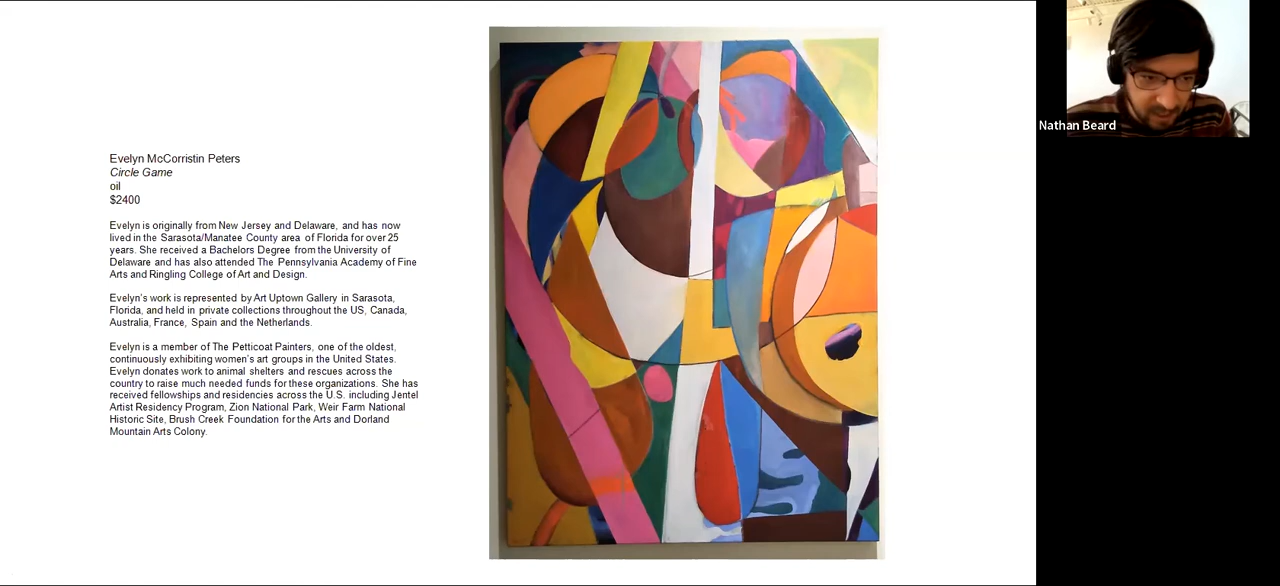 Evelyn McCorristin Peters
Circle Game
oil
$2400
Evelyn is originally from New Jersey and Delaware, and has now
lived in the Sarasota/Manatee County area of Florida for over 25
years. She received a Bachelors Degree from the University of
Delaware and has also attended The Pennsylvania Academy of Fine
Arts and Ringling College of Art and Design.
Evelyn's work is represented by Art Uptown Gallery in Sarasota,
Florida, and held in private collections throughout the US, Canada,
Australia, France, Spain and the Netherlands.
Evelyn is a member of The Petticoat Painters, one of the oldest,
continuously exhibiting women's art groups in the United States.
Evelyn donates work to animal shelters and rescues across the
country to raise much needed funds for these organizations. She has
received fellowships and residencies across the U.S. including Jentel
Artist Residency Program, Zion National Park, Weir Farm National
Historic Site, Brush Creek Foundation for the Arts and Dorland
Mountain Arts Colony.
Nathan Beard